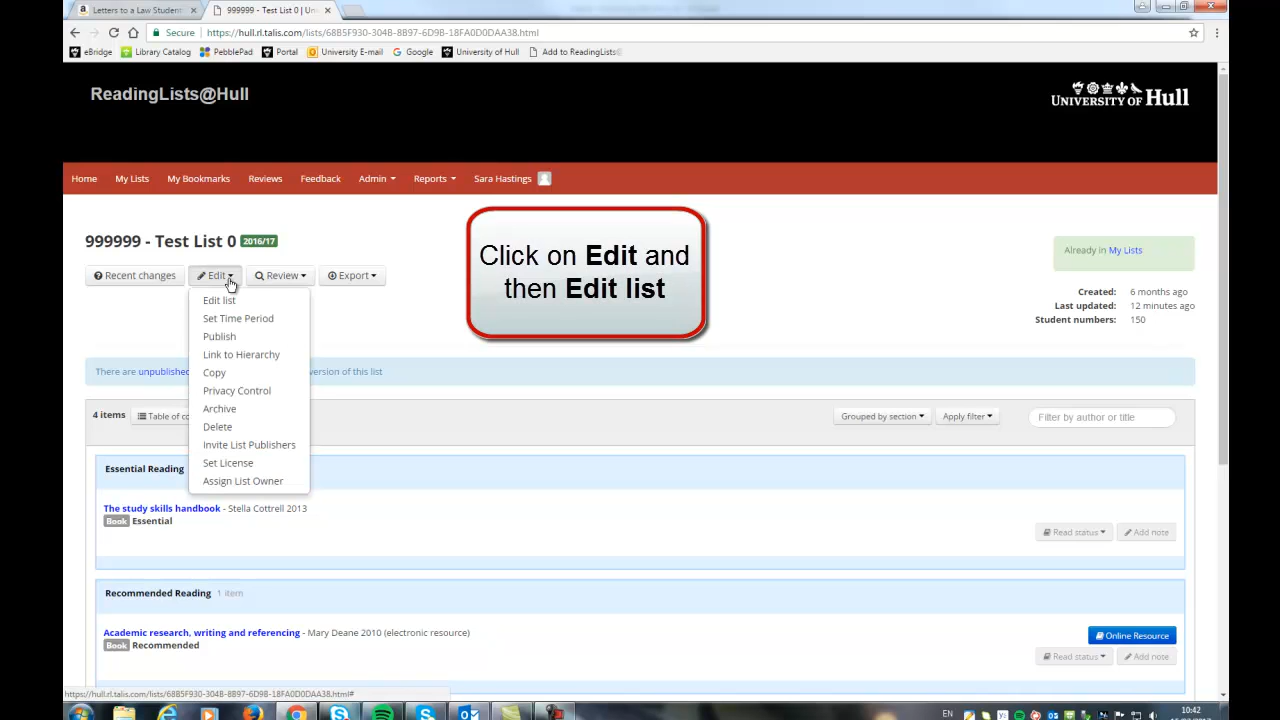 Letters to a Law Student
999999 - Test List 0 | Un
Secure https://hull.rl.talis.com/lists/68B5F930-304B-8B97-6D9B-18FA0D0DAA38.html
eBridge Library Catalog PebblePad Portal University E-mail Google University of Hull Add to ReadingLists@
ReadingLists@Hull
UNIVERSITY OF Hull
Home My Lists My Bookmarks Reviews Feedback Admin Reports Sara Hastings
999999 - Test List 0 2016/17
Recent changes Edit Review Export
Click on Edit and
then Edit list
Already in My Lists
Created: 6 months ago
Last updated: 12 minutes ago
Student numbers: 150
Edit list
Set Time Period
Publish
Link to Hierarchy
Copy
Privacy Control
Archive
Delete
Invite List Publishers
Set License
Assign List Owner
There are unpublished version of this list
4 items Table of co Grouped by section Apply filter Filter by author or title
Essential Reading
The study skills handbook - Stella Cottrell 2013
Book Essential
Read status Add note
Recommended Reading 1 item
Academic research, writing and referencing - Mary Deane 2010 (electronic resource)
Book Recommended
Online Resource
Read status Add note
https://hull.rl.talis.com/lists/68B5F930-304B-8B97-6D9B-18FA0D0DAA38.html#
EN
10:42